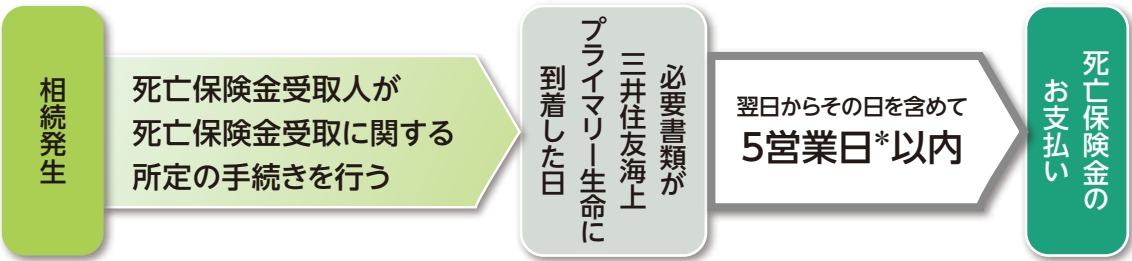 相続発生
死亡保険金受取人が
死亡保険金受取に関する
所定の手続きを行う
必要書類が
三井住友海上
プライマリー生命に
到着した日
翌日からその日を含めて
5営業日*以内
死亡保険金の
お支払い